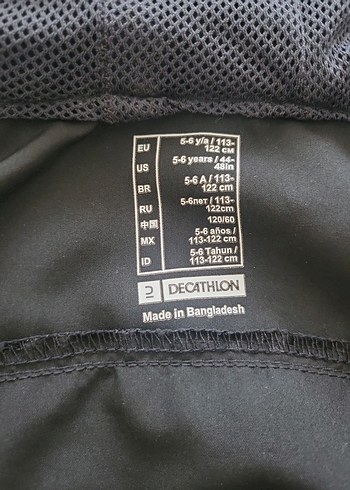 EU 5-6 y/a / 113-
122 CM
US 5-6 years / 44-
48in
BR 5-6 A / 113-
122 cm
RU 5-6лет / 113-
122cм
中国 120/60
MX 5-6 años /
113-122 cm
ID 5-6 Tahun /
113-122 cm
DECATHLON
Made in Bangladesh